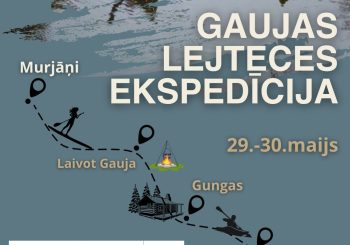 GAUJAS
LEJTECES
EKSPEDĪCIJA
Murjāņi
29.-30.maijs
Laivot Gauja
Gungas